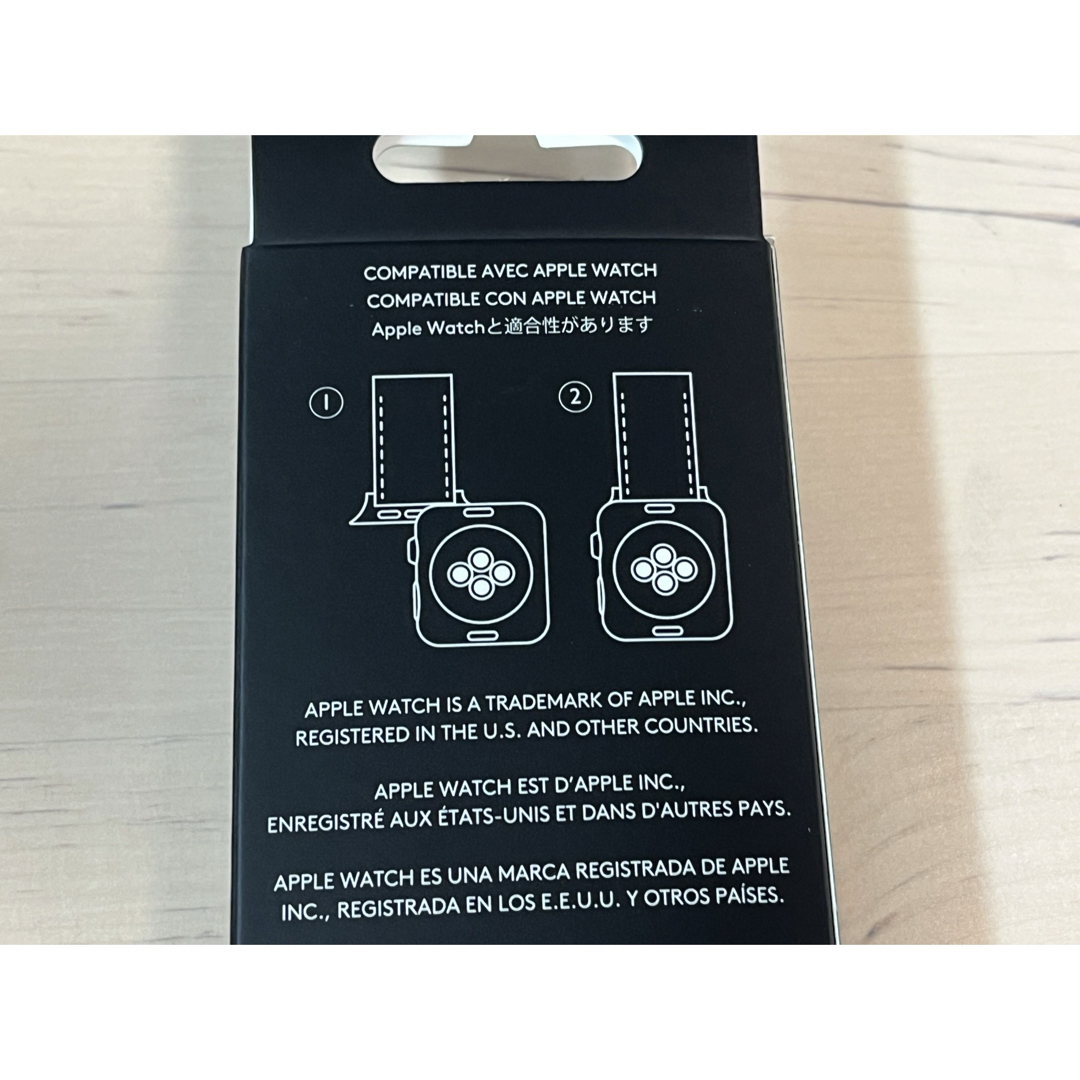 COMPATIBLE AVEC APPLE WATCH
COMPATIBLE CON APPLE WATCH
Apple Watchと適合性があります
1
2
APPLE WATCH IS A TRADEMARK OF APPLE INC.,
REGISTERED IN THE U.S. AND OTHER COUNTRIES.
APPLE WATCH EST D'APPLE INC.,
ENREGISTRÉ AUX ÉTATS-UNIS ET DANS D'AUTRES PAYS.
APPLE WATCH ES UNA MARCA REGISTRADA DE APPLE
INC., REGISTRADA EN LOS E.E.U.U. Y OTROS PAÍSES.